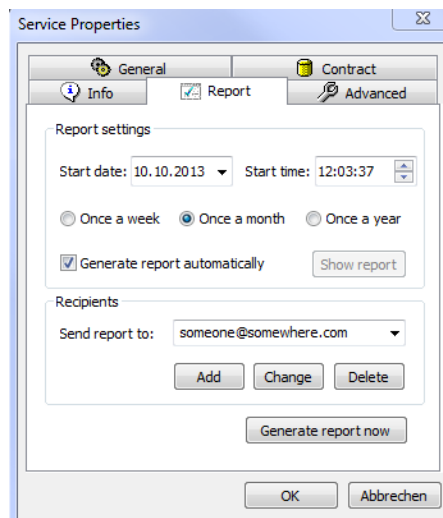 Service Properties
General Contract
Info Report Advanced
Report settings
Start date: 10.10.2013 Start time: 12:03:37
Once a week Once a month Once a year
Generate report automatically Show report
Recipients
Send report to: someone@somewhere.com
Add Change Delete
Generate report now
OK Abbrechen